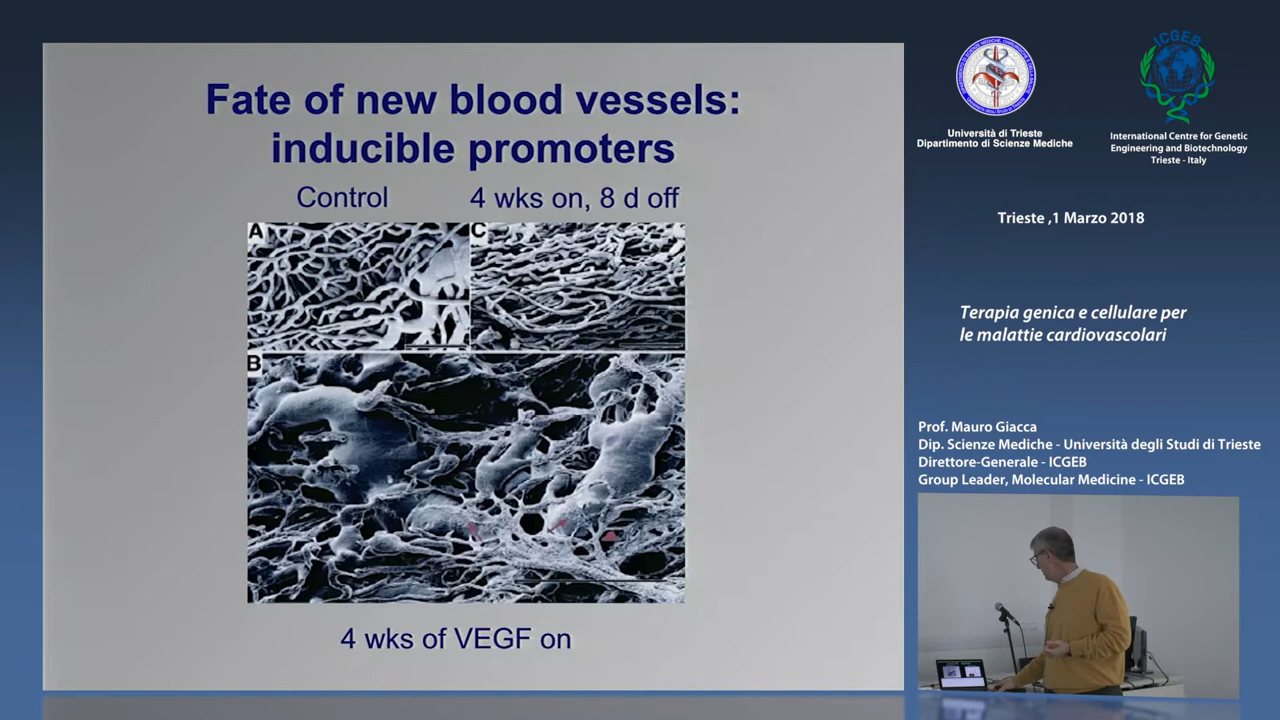 Fate of new blood vessels:
inducible promoters
Control
4 wks on, 8 d off
A
C
B
4 wks of VEGF on
Università di Trieste
Dipartimento di Scienze Mediche
ICGEB
International Centre for Genetic
Engineering and Biotechnology
Trieste - Italy
Trieste ,1 Marzo 2018
Terapia genica e cellulare per
le malattie cardiovascolari
Prof. Mauro Giacca
Dip. Scienze Mediche - Università degli Studi di Trieste
Direttore-Generale - ICGEB
Group Leader, Molecular Medicine - ICGEB